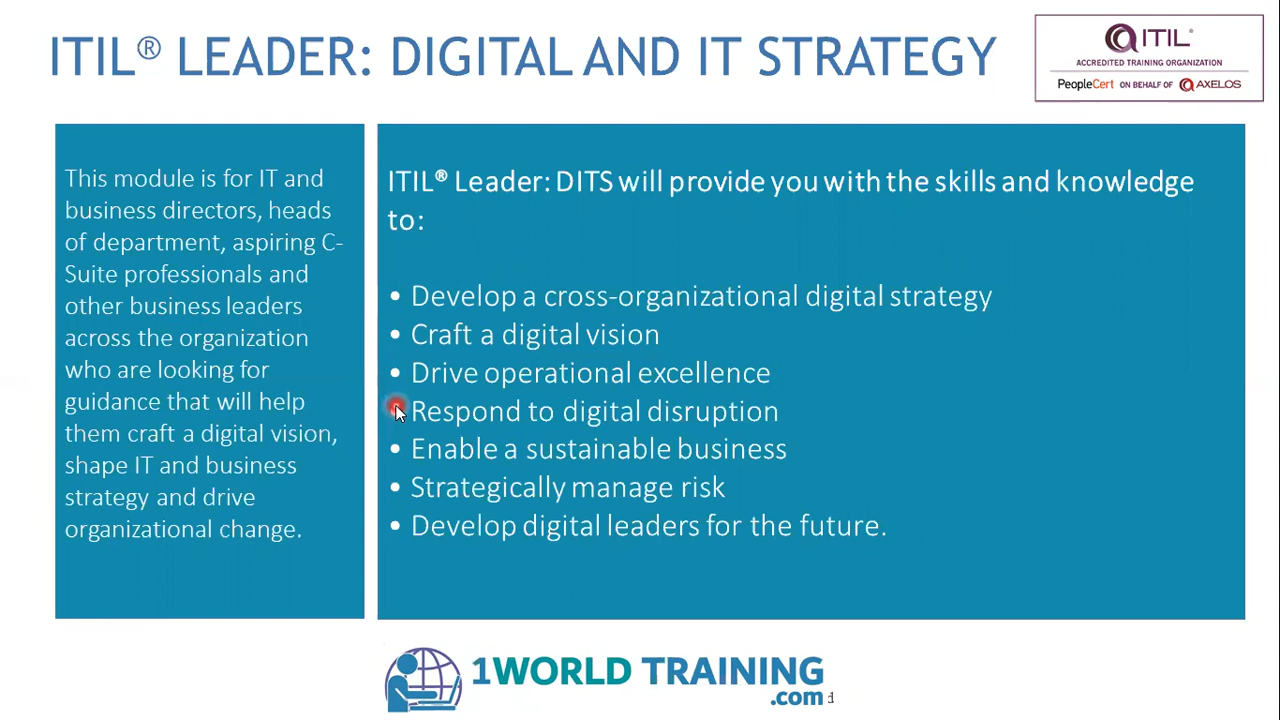 ITIL® LEADER: DIGITAL AND IT STRATEGY
ITIL®
ACCREDITED TRAINING ORGANIZATION
PeopleCert ON BEHALF OF AXELOS
This module is for IT and
business directors, heads
of department, aspiring C-
Suite professionals and
other business leaders
across the organization
who are looking for
guidance that will help
them craft a digital vision,
shape IT and business
strategy and drive
organizational change.
ITIL® Leader: DITS will provide you with the skills and knowledge
to:
• Develop a cross-organizational digital strategy
• Craft a digital vision
• Drive operational excellence
• Respond to digital disruption
• Enable a sustainable business
• Strategically manage risk
• Develop digital leaders for the future.
1WORLD TRAINING
.com d